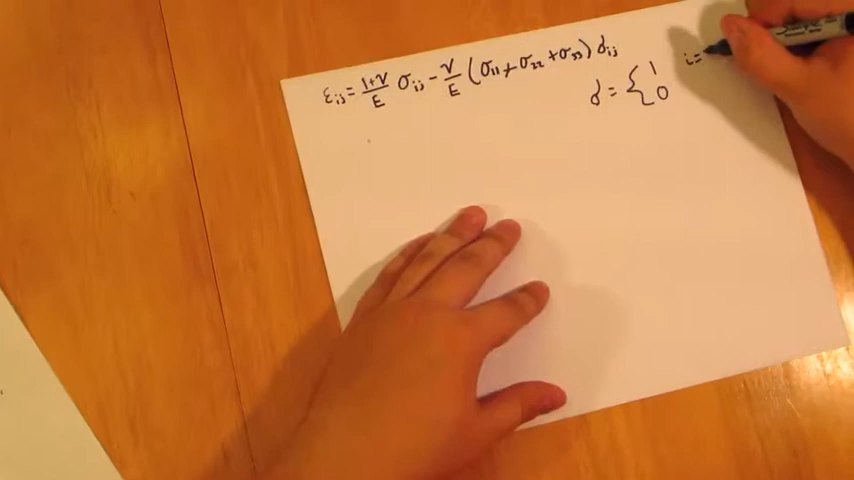 εij = 1+ν/E σij - ν/E (σ11 + σ22 + σ33) δij
δ = { 1 i=
0